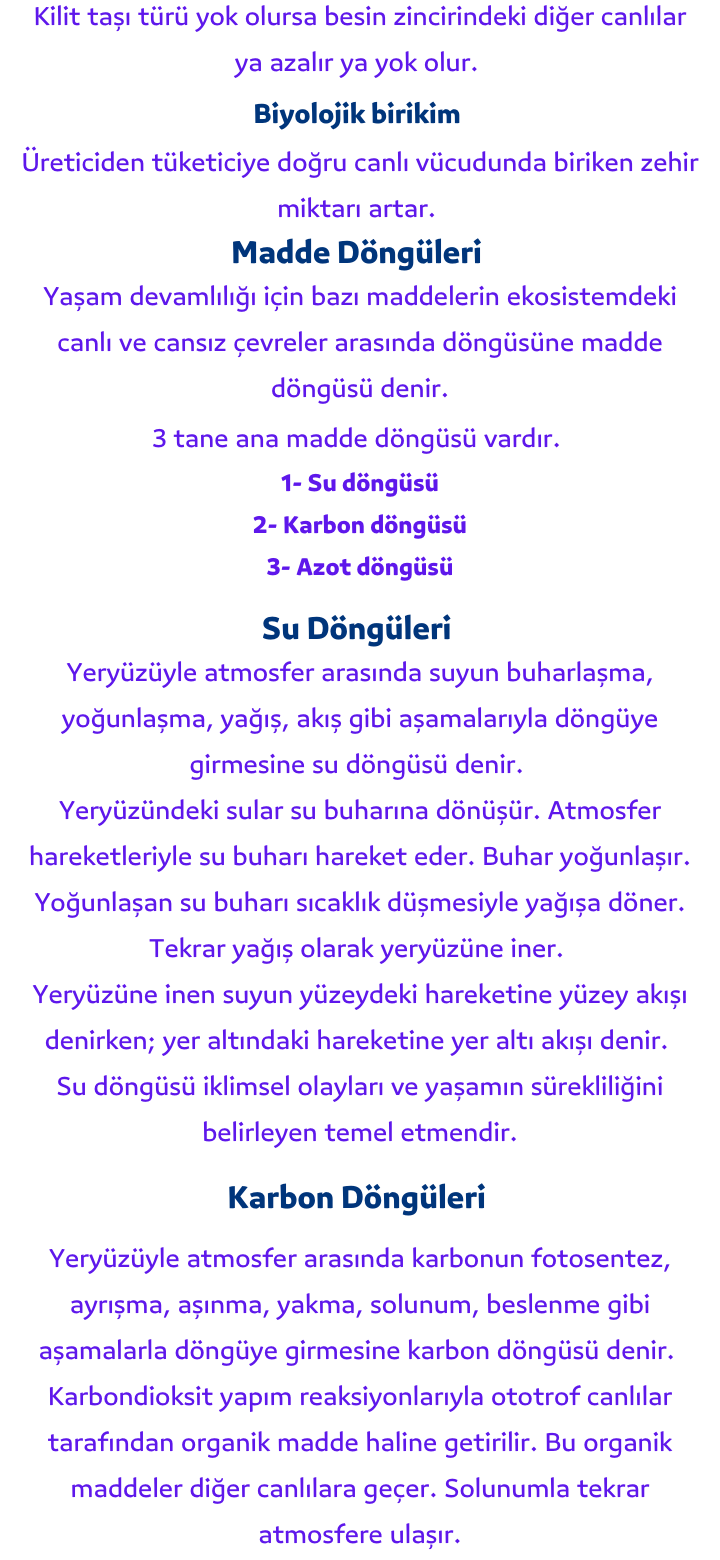 Kilit taşı türü yok olursa besin zincirindeki diğer canlılar
ya azalır ya yok olur.
Biyolojik birikim
Üreticiden tüketiciye doğru canlı vücudunda biriken zehir
miktarı artar.
Madde Döngüleri
Yaşam devamlılığı için bazı maddelerin ekosistemdeki
canlı ve cansız çevreler arasında döngüsüne madde
döngüsü denir.
3 tane ana madde döngüsü vardır.
1- Su döngüsü
2- Karbon döngüsü
3- Azot döngüsü
Su Döngüleri
Yeryüzüyle atmosfer arasında suyun buharlaşma,
yoğunlaşma, yağış, akış gibi aşamalarıyla döngüye
girmesine su döngüsü denir.
Yeryüzündeki sular su buharına dönüşür. Atmosfer
hareketleriyle su buharı hareket eder. Buhar yoğunlaşır.
Yoğunlaşan su buharı sıcaklık düşmesiyle yağışa döner.
Tekrar yağış olarak yeryüzüne iner.
Yeryüzüne inen suyun yüzeydeki hareketine yüzey akışı
denirken; yer altındaki hareketine yer altı akışı denir.
Su döngüsü iklimsel olayları ve yaşamın sürekliliğini
belirleyen temel etmendir.
Karbon Döngüleri
Yeryüzüyle atmosfer arasında karbonun fotosentez,
ayrışma, aşınma, yakma, solunum, beslenme gibi
aşamalarla döngüye girmesine karbon döngüsü denir.
Karbondioksit yapım reaksiyonlarıyla ototrof canlılar
tarafından organik madde haline getirilir. Bu organik
maddeler diğer canlılara geçer. Solunumla tekrar
atmosfere ulaşır.